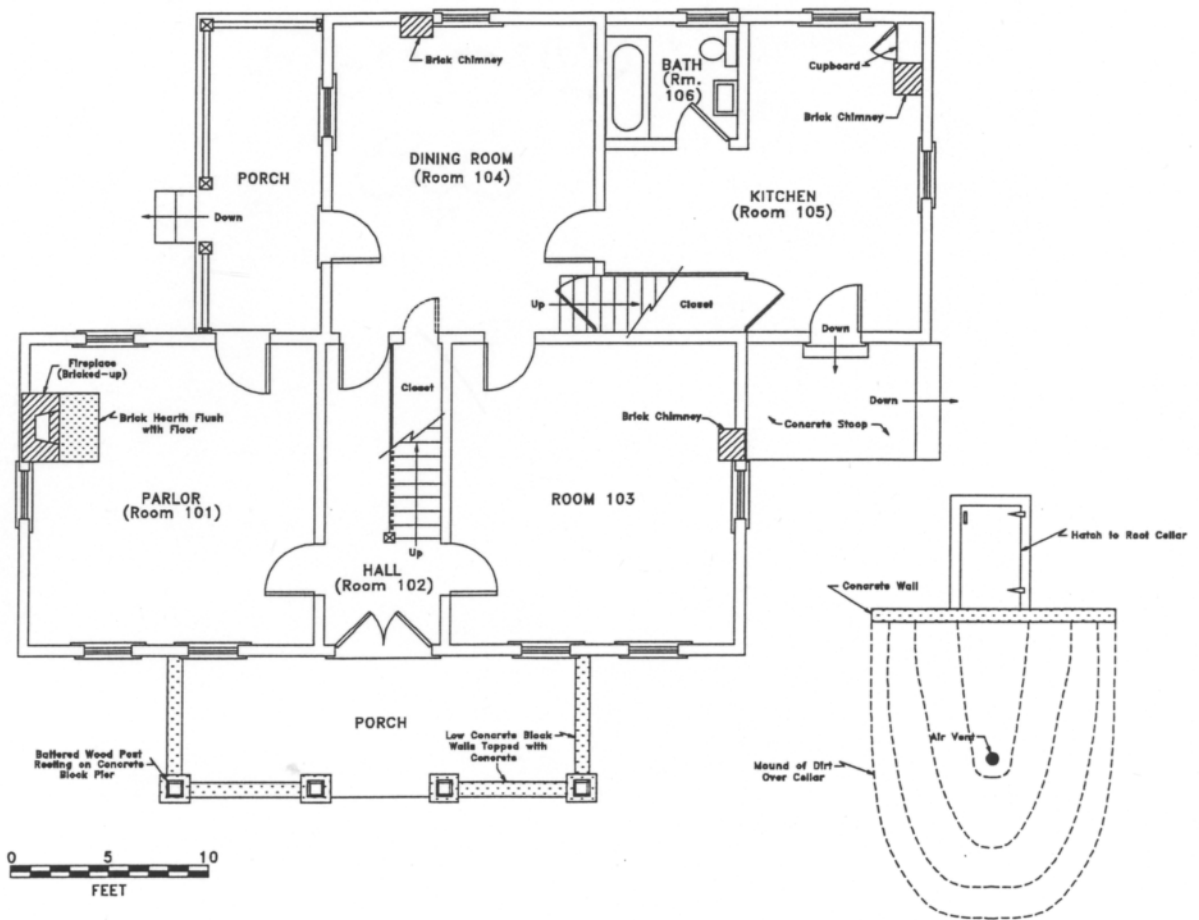 Brick Chimney
BATH
(Rm.
106)
Cupboard
Brick Chimney
DINING ROOM
(Room 104)
PORCH
KITCHEN
(Room 105)
Down
Up
Closet
Down
Fireplace
(Bricked-up)
Closet
Brick Hearth Flush
with Floor
Brick Chimney
Down
Concrete Stoop
PARLOR
(Room 101)
ROOM 103
Up
HALL
(Room 102)
Hatch to Root Cellar
Concrete Wall
PORCH
Battered Wood Post
Resting on Concrete
Block Pier
Low Concrete Block
Walls Topped with
Concrete
Air Vent
Mound of Dirt
Over Cellar
0 5 10
FEET